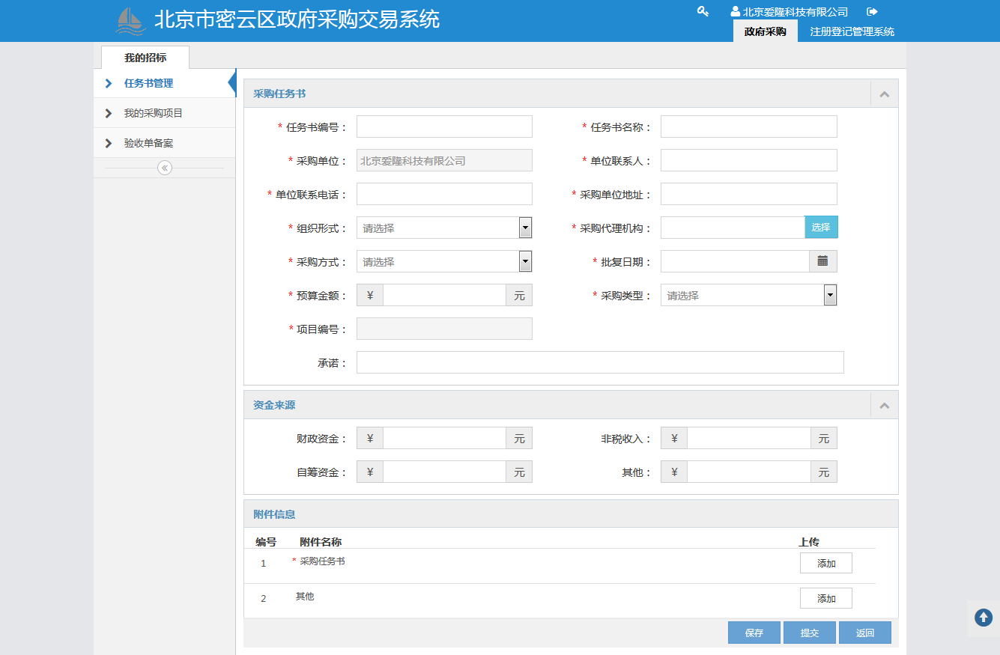 北京市密云区政府采购交易系统
北京爱隆科技有限公司
政府采购 注册登记管理系统
我的招标
任务书管理
我的采购项目
验收单备案
采购任务书
* 任务书编号： * 任务书名称：
* 采购单位： 北京爱隆科技有限公司 * 单位联系人：
* 单位联系电话： * 采购单位地址：
* 组织形式： 请选择 * 采购代理机构： 选择
* 采购方式： 请选择 * 批复日期：
* 预算金额： ¥ 元 * 采购类型： 请选择
* 项目编号：
承诺：
资金来源
财政资金： ¥ 元 非税收入： ¥ 元
自筹资金： ¥ 元 其他： ¥ 元
附件信息
编号 附件名称 上传
1 * 采购任务书 添加
2 其他 添加
保存 提交 返回